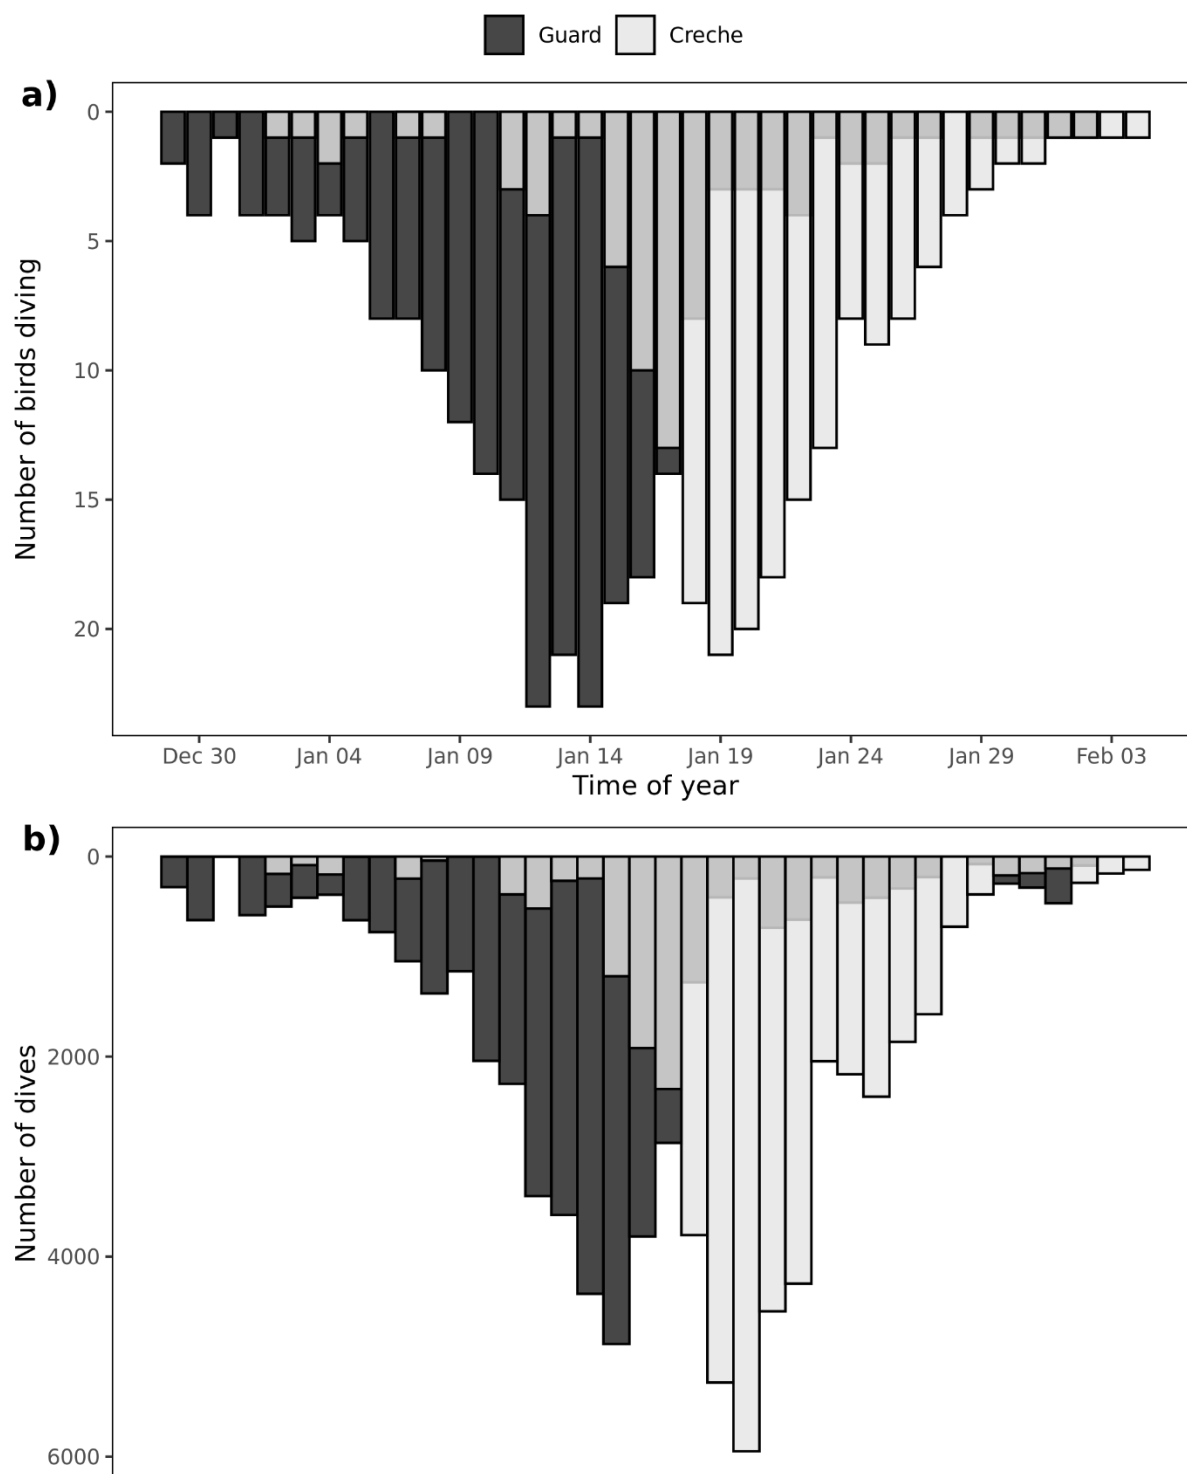 Guard Creche
a)
0
5
10
15
20
Number of birds diving
Dec 30 Jan 04 Jan 09 Jan 14 Jan 19 Jan 24 Jan 29 Feb 03
Time of year
b)
0
2000
4000
6000
Number of dives